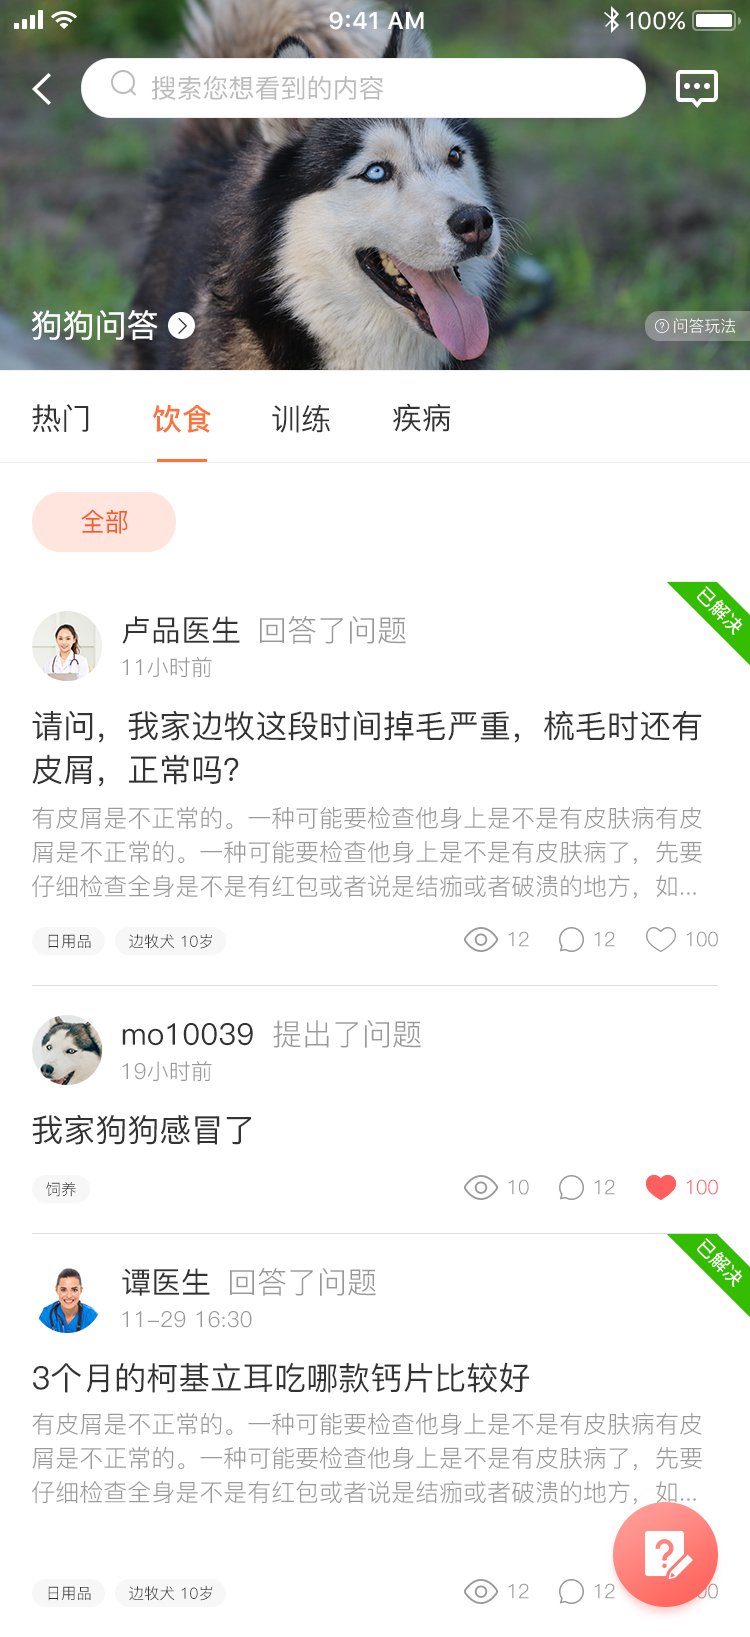 9:41 AM
100%
搜索您想看到的内容
狗狗问答
问答玩法
热门 饮食 训练 疾病
全部
已解决
卢品医生 回答了问题
11小时前
请问，我家边牧这段时间掉毛严重，梳毛时还有
皮屑，正常吗？
有皮屑是不正常的。一种可能要检查他身上是不是有皮肤病有皮
屑是不正常的。一种可能要检查他身上是不是有皮肤病了，先要
仔细检查全身是不是有红包或者说是结痂或者破溃的地方，如...
日用品 边牧犬 10岁 12 12 100
mo10039 提出了问题
19小时前
我家狗狗感冒了
饲养 10 12 100
已解决
谭医生 回答了问题
11-29 16:30
3个月的柯基立耳吃哪款钙片比较好
有皮屑是不正常的。一种可能要检查他身上是不是有皮肤病有皮
屑是不正常的。一种可能要检查他身上是不是有皮肤病了，先要
仔细检查全身是不是有红包或者说是结痂或者破溃的地方，如...
日用品 边牧犬 10岁 12 12